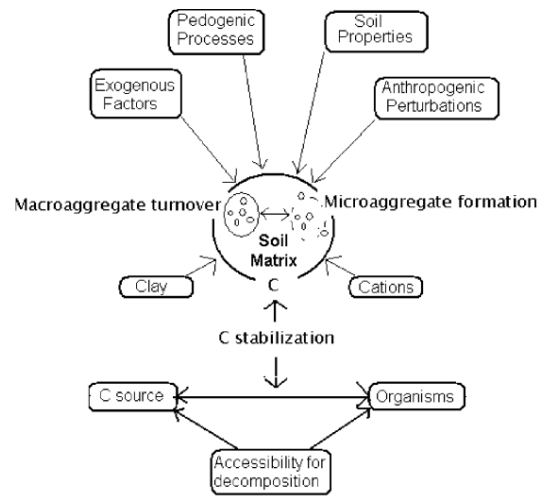 Pedogenic
Processes
Soil
Properties
Exogenous
Factors
Anthropogenic
Perturbations
Macroaggregate turnover
Microaggregate formation
Soil
Matrix
Clay
C
Cations
C stabilization
C source
Organisms
Accessibility for
decomposition